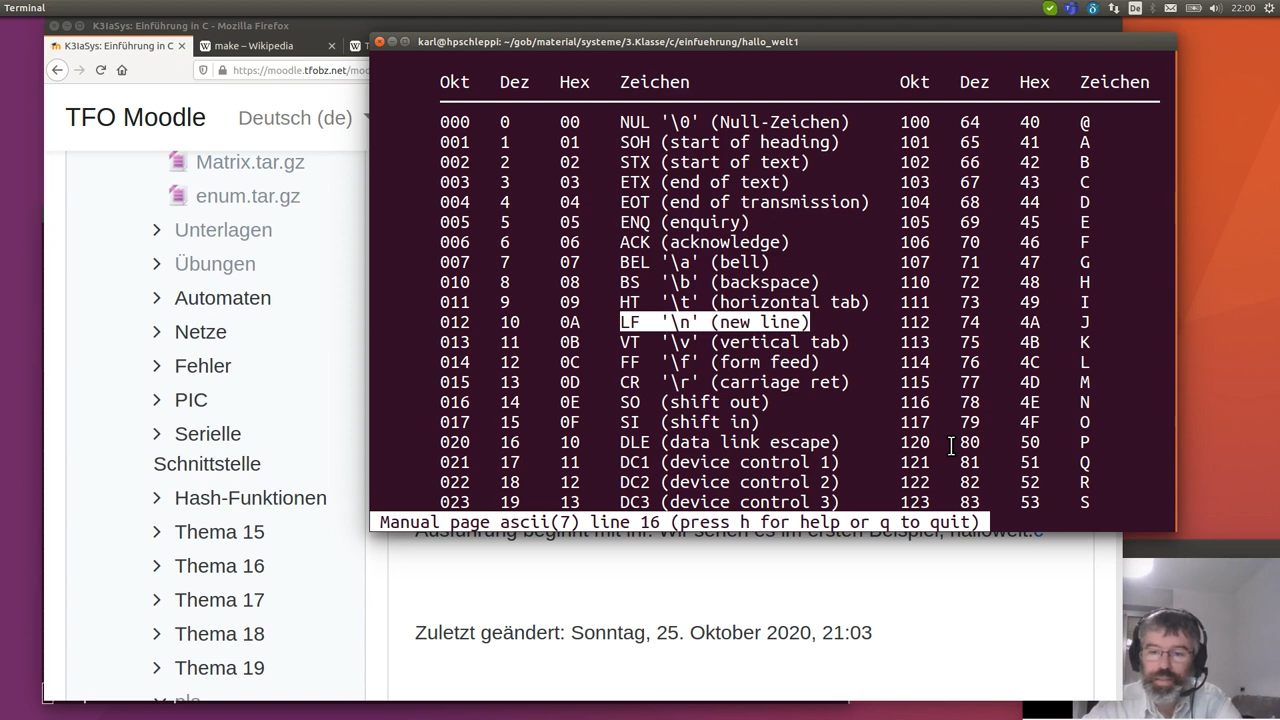 Terminal
De
22:00
K3IaSys: Einführung in C - Mozilla Firefox
K3IaSys: Einführung in C
make – Wikipedia
https://moodle.tfobz.net/mo
TFO Moodle
Deutsch (de)
Matrix.tar.gz
enum.tar.gz
Unterlagen
Übungen
Automaten
Netze
Fehler
PIC
Serielle
Schnittstelle
Hash-Funktionen
Thema 15
Thema 16
Thema 17
Thema 18
Thema 19
karl@hpschleppi: ~/gob/material/systeme/3.Klasse/c/einfuehrung/hallo_welt1
Okt Dez Hex Zeichen Okt Dez Hex Zeichen
000 0 00 NUL '\0' (Null-Zeichen) 100 64 40 @
001 1 01 SOH (start of heading) 101 65 41 A
002 2 02 STX (start of text) 102 66 42 B
003 3 03 ETX (end of text) 103 67 43 C
004 4 04 EOT (end of transmission) 104 68 44 D
005 5 05 ENQ (enquiry) 105 69 45 E
006 6 06 ACK (acknowledge) 106 70 46 F
007 7 07 BEL '\a' (bell) 107 71 47 G
010 8 08 BS '\b' (backspace) 110 72 48 H
011 9 09 HT '\t' (horizontal tab) 111 73 49 I
012 10 0A LF '\n' (new line) 112 74 4A J
013 11 0B VT '\v' (vertical tab) 113 75 4B K
014 12 0C FF '\f' (form feed) 114 76 4C L
015 13 0D CR '\r' (carriage ret) 115 77 4D M
016 14 0E SO (shift out) 116 78 4E N
017 15 0F SI (shift in) 117 79 4F O
020 16 10 DLE (data link escape) 120 80 50 P
021 17 11 DC1 (device control 1) 121 81 51 Q
022 18 12 DC2 (device control 2) 122 82 52 R
023 19 13 DC3 (device control 3) 123 83 53 S
Manual page ascii(7) line 16 (press h for help or q to quit)
Ausführung beginnt mit ihr. Wir sehen es im ersten Beispiel, hallowelt.c
Zuletzt geändert: Sonntag, 25. Oktober 2020, 21:03